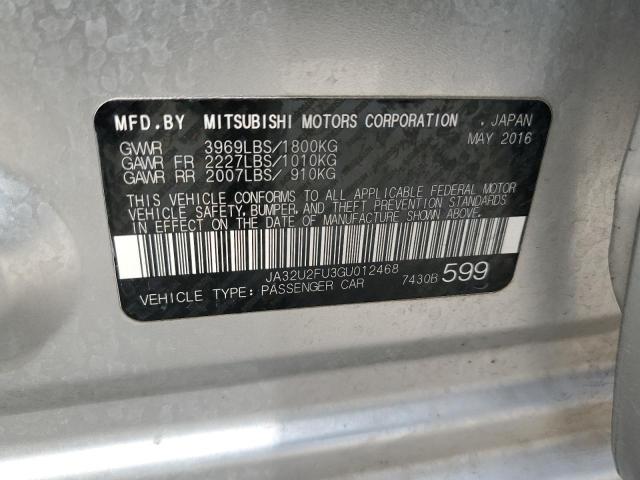 MFD.BY MITSUBISHI MOTORS CORPORATION , JAPAN
MAY 2016
GVWR 3969LBS/1800KG
GAWR FR 2227LBS/1010KG
GAWR RR 2007LBS/ 910KG
THIS VEHICLE CONFORMS TO ALL APPLICABLE FEDERAL MOTOR
VEHICLE SAFETY, BUMPER, AND THEFT PREVENTION STANDARDS
IN EFFECT ON THE DATE OF MANUFACTURE SHOWN ABOVE.
JA32U2FU3GU012468
VEHICLE TYPE: PASSENGER CAR 7430B 599